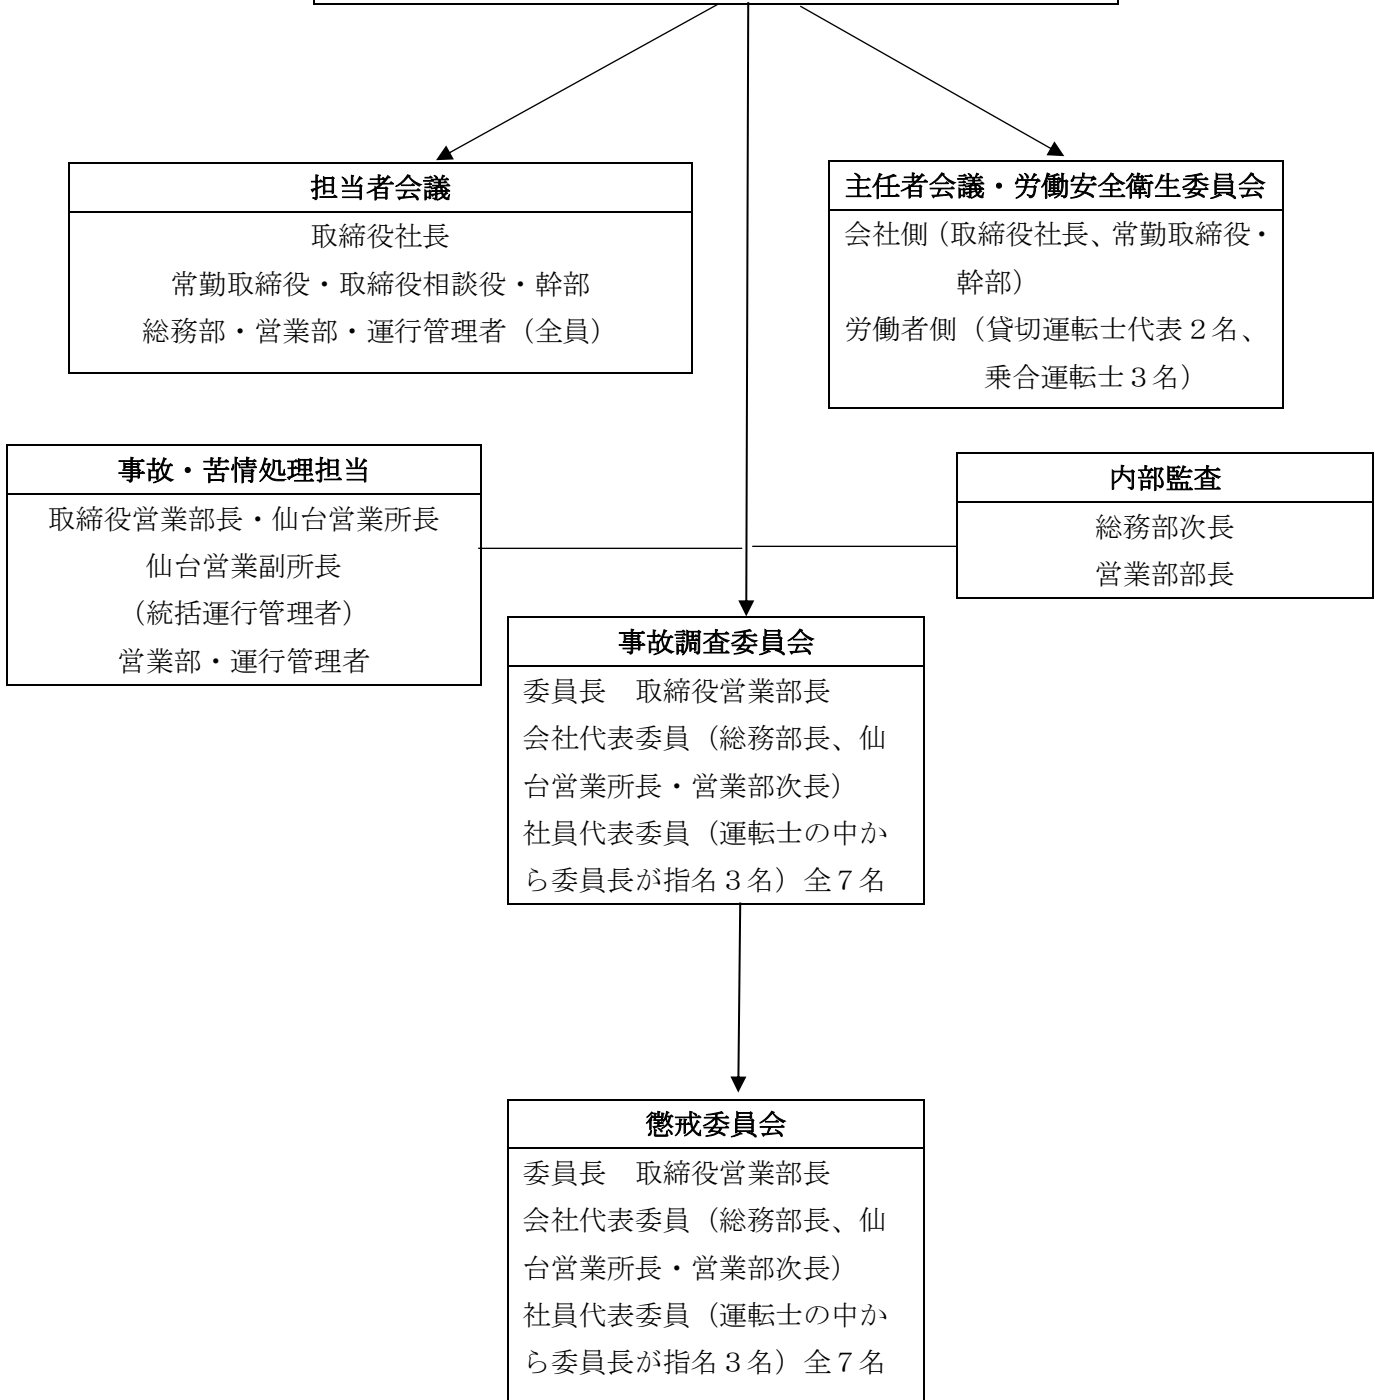 担当者会議
取締役社長
常勤取締役・取締役相談役・幹部
総務部・営業部・運行管理者（全員）
主任者会議・労働安全衛生委員会
会社側（取締役社長、常勤取締役・
幹部）
労働者側（貸切運転士代表２名、
乗合運転士３名）
事故・苦情処理担当
取締役営業部長・仙台営業所長
仙台営業副所長
（統括運行管理者）
営業部・運行管理者
内部監査
総務部次長
営業部部長
事故調査委員会
委員長　取締役営業部長
会社代表委員（総務部長、仙
台営業所長・営業部次長）
社員代表委員（運転士の中か
ら委員長が指名３名）全７名
懲戒委員会
委員長　取締役営業部長
会社代表委員（総務部長、仙
台営業所長・営業部次長）
社員代表委員（運転士の中か
ら委員長が指名３名）全７名